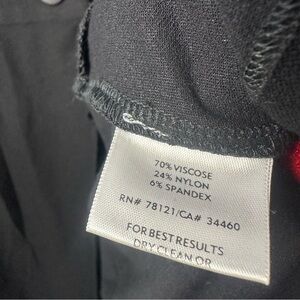 70% VISCOSE
24% NYLON
6% SPANDEX
RN# 78121/CA# 34460
FOR BEST RESULTS
DRY CLEAN OR